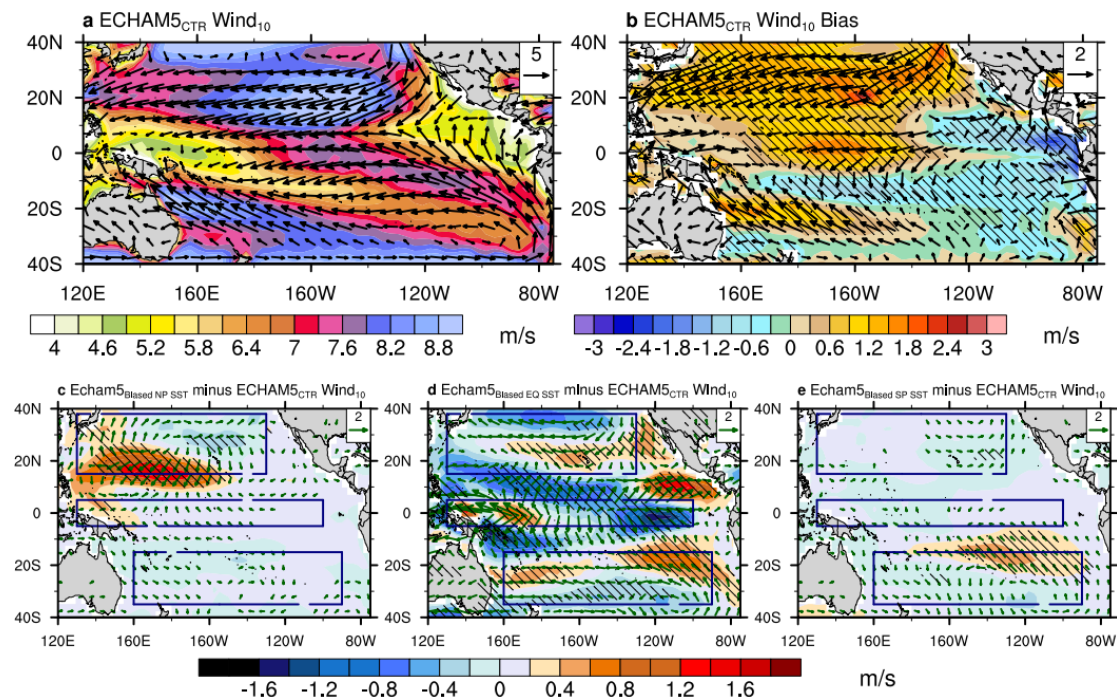 a ECHAM5CTR Wind10
b ECHAM5CTR Wind10 Bias
40N
20N
0
20S
40S
5
120E 160E 160W 120W 80W
40N
20N
0
20S
40S
2
120E 160E 160W 120W 80W
4 4.6 5.2 5.8 6.4 7 7.6 8.2 8.8
m/s
-3 -2.4 -1.8 -1.2 -0.6 0 0.6 1.2 1.8 2.4 3
m/s
c Echam5Biased NP SST minus ECHAM5CTR Wind10
d Echam5Biased EQ SST minus ECHAM5CTR Wind10
e Echam5Biased SP SST minus ECHAM5CTR Wind10
40N
20N
0
20S
40S
2
120E 160E 160W 120W 80W
40N
20N
0
20S
40S
2
120E 160E 160W 120W 80W
40N
20N
0
20S
40S
2
120E 160E 160W 120W 80W
-1.6 -1.2 -0.8 -0.4 0 0.4 0.8 1.2 1.6
m/s